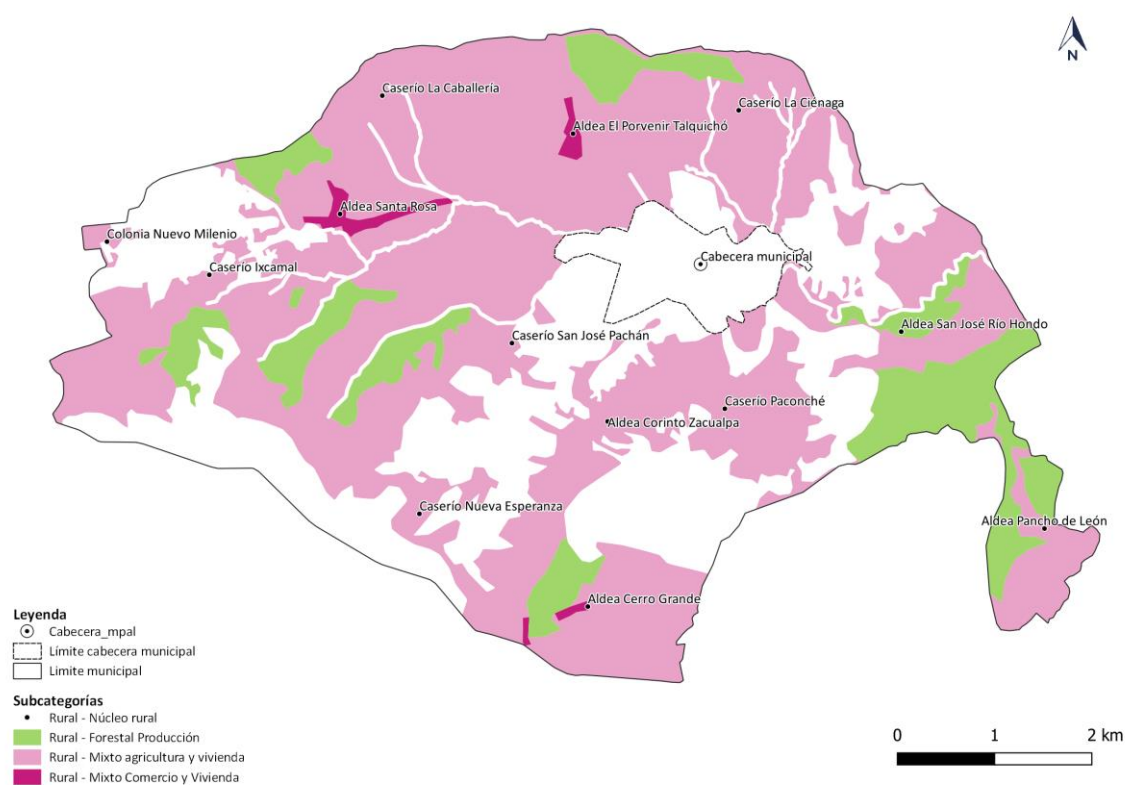 N
Caserío La Caballería
Caserío La Ciénaga
Aldea El Porvenir Talquichó
Aldea Santa Rosa
Colonia Nuevo Milenio
Cabecera municipal
Caserío Ixcamal
Aldea San José Río Hondo
Caserío San José Pachán
Caserío Paconché
Aldea Corinto Zacualpa
Caserío Nueva Esperanza
Aldea Pancho de León
Aldea Cerro Grande
Leyenda
Cabecera_mpal
Límite cabecera municipal
Limite municipal
Subcategorías
Rural - Núcleo rural
Rural - Forestal Producción
Rural - Mixto agricultura y vivienda
Rural - Mixto Comercio y Vivienda
0 1 2 km